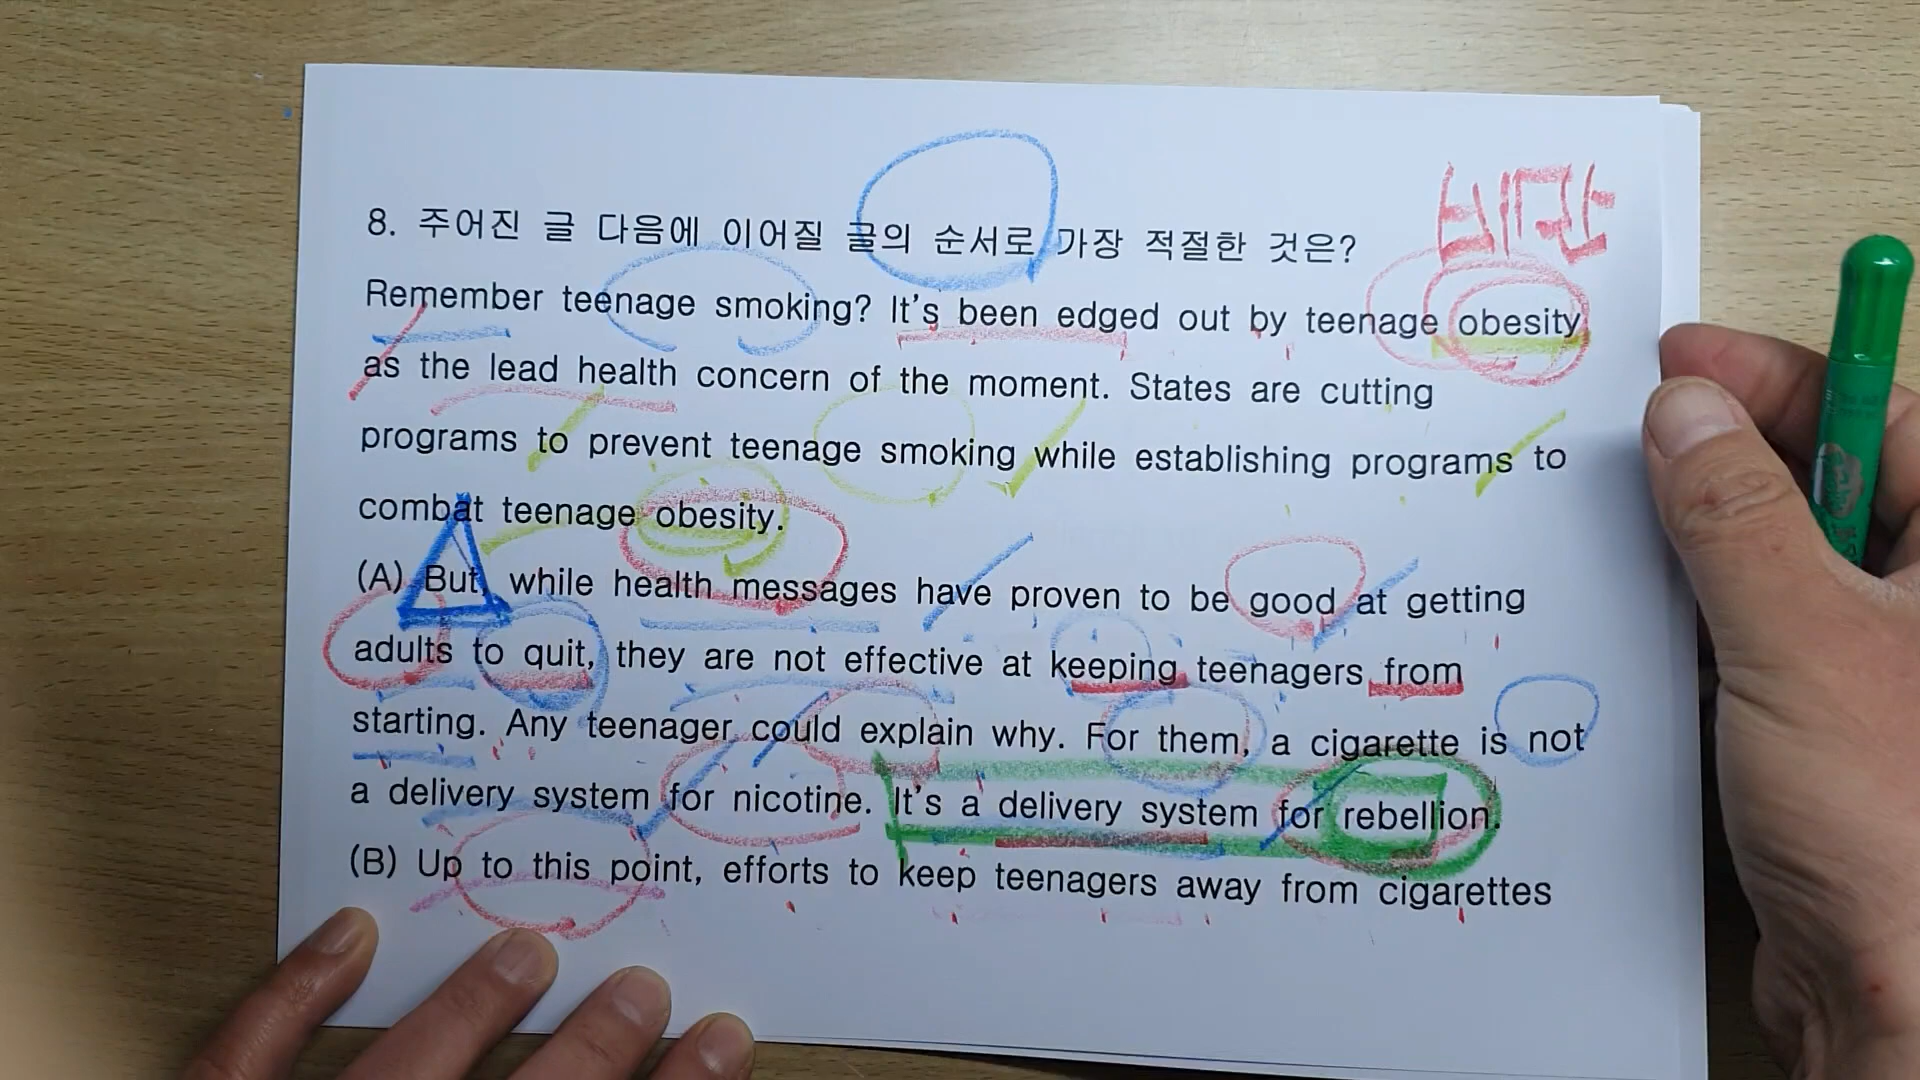 비만
8. 주어진 글 다음에 이어질 글의 순서로 가장 적절한 것은?
Remember teenage smoking? It's been edged out by teenage obesity
as the lead health concern of the moment. States are cutting
programs to prevent teenage smoking while establishing programs to
combat teenage obesity.
(A) But, while health messages have proven to be good at getting
adults to quit, they are not effective at keeping teenagers from
starting. Any teenager could explain why. For them, a cigarette is not
a delivery system for nicotine. It's a delivery system for rebellion.
(B) Up to this point, efforts to keep teenagers away from cigarettes